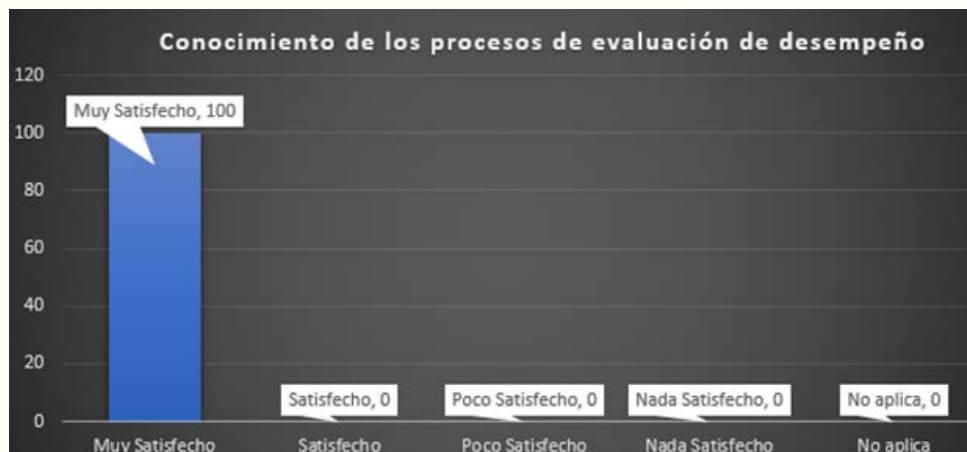 Conocimiento de los procesos de evaluación de desempeño
120
Muy Satisfecho, 100
100
80
60
40
20
Satisfecho, 0
Poco Satisfecho, 0
Nada Satisfecho, 0
No aplica, 0
0
Muy Satisfecho
Satisfecho
Poco Satisfecho
Nada Satisfecho
No aplica